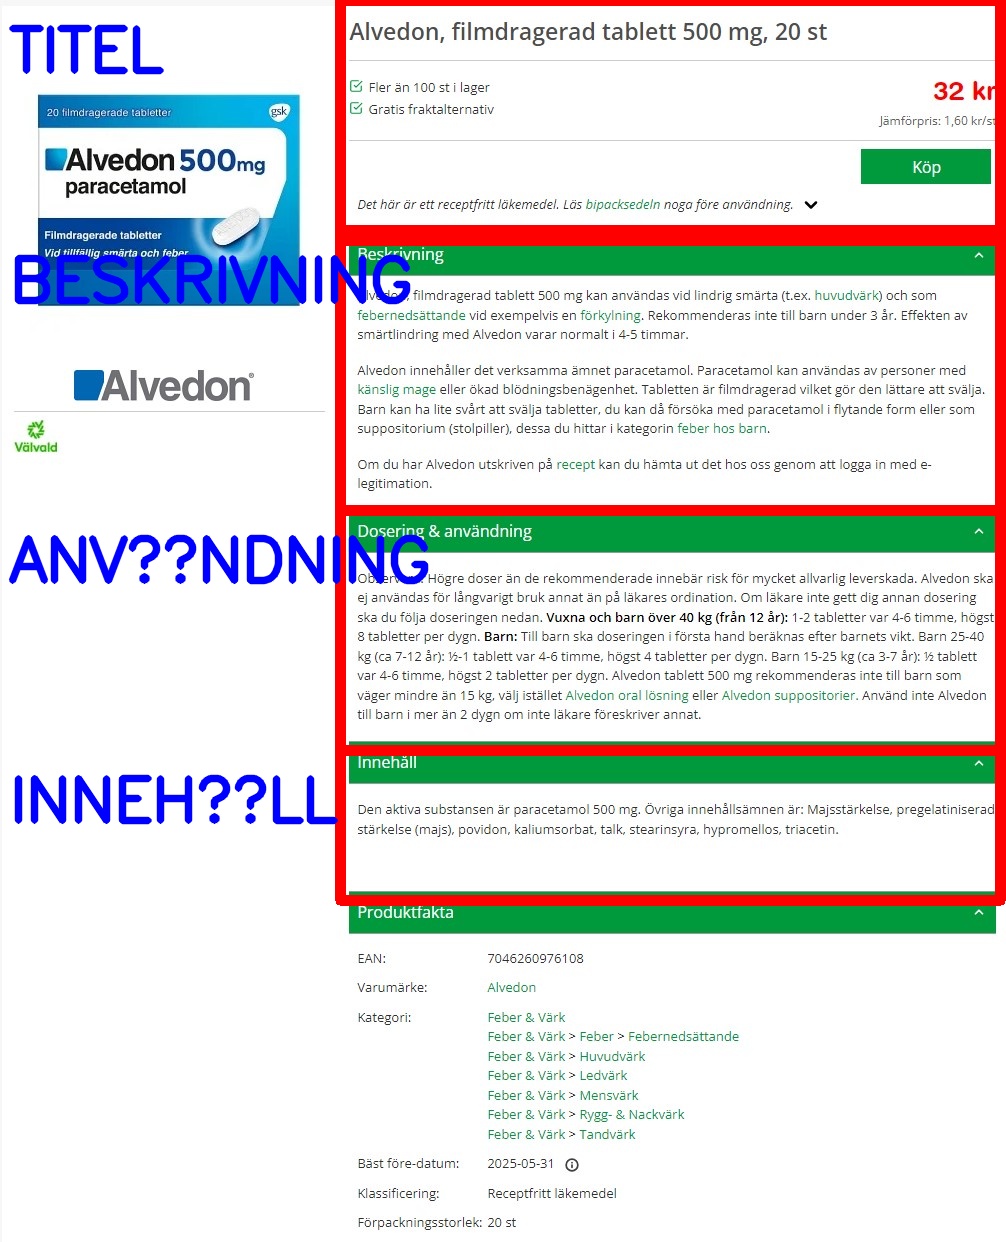 TITEL
20 filmdragerade tabletter
gsk
Alvedon 500mg
paracetamol
Filmdragerade tabletter
Vid tillfällig smärta och feber
Alvedon®
Välvald
Alvedon, filmdragerad tablett 500 mg, 20 st
Fler än 100 st i lager
Gratis fraktalternativ
32 kr
Jämförpris: 1,60 kr/st
Köp
Det här är ett receptfritt läkemedel. Läs bipacksedeln noga före användning.
BESKRIVNING
Beskrivning
Alvedon, filmdragerad tablett 500 mg kan användas vid lindrig smärta (t.ex. huvudvärk) och som
febernedsättande vid exempelvis en förkylning. Rekommenderas inte till barn under 3 år. Effekten av
smärtlindring med Alvedon varar normalt i 4-5 timmar.
Alvedon innehåller det verksamma ämnet paracetamol. Paracetamol kan användas av personer med
känslig mage eller ökad blödningsbenägenhet. Tabletten är filmdragerad vilket gör den lättare att svälja.
Barn kan ha lite svårt att svälja tabletter, du kan då försöka med paracetamol i flytande form eller som
suppositorium (stolpiller), dessa du hittar i kategorin feber hos barn.
Om du har Alvedon utskriven på recept kan du hämta ut det hos oss genom att logga in med e-
legitimation.
ANV??NDNING
Dosering & användning
Observera: Högre doser än de rekommenderade innebär risk för mycket allvarlig leverskada. Alvedon ska
ej användas för långvarigt bruk annat än på läkares ordination. Om läkare inte gett dig annan dosering
ska du följa doseringen nedan. Vuxna och barn över 40 kg (från 12 år): 1-2 tabletter var 4-6 timme, högst
8 tabletter per dygn. Barn: Till barn ska doseringen i första hand beräknas efter barnets vikt. Barn 25-40
kg (ca 7-12 år): ½-1 tablett var 4-6 timme, högst 4 tabletter per dygn. Barn 15-25 kg (ca 3-7 år): ½ tablett
var 4-6 timme, högst 2 tabletter per dygn. Alvedon tablett 500 mg rekommenderas inte till barn som
väger mindre än 15 kg, välj istället Alvedon oral lösning eller Alvedon suppositorier. Använd inte Alvedon
till barn i mer än 2 dygn om inte läkare föreskriver annat.
INNEH??LL
Innehåll
Den aktiva substansen är paracetamol 500 mg. Övriga innehållsämnen är: Majsstärkelse, pregelatiniserad
stärkelse (majs), povidon, kaliumsorbat, talk, stearinsyra, hypromellos, triacetin.
Produktfakta
EAN: 7046260976108
Varumärke: Alvedon
Kategori: Feber & Värk
Feber & Värk > Feber > Febernedsättande
Feber & Värk > Huvudvärk
Feber & Värk > Ledvärk
Feber & Värk > Mensvärk
Feber & Värk > Rygg- & Nackvärk
Feber & Värk > Tandvärk
Bäst före-datum: 2025-05-31
Klassificering: Receptfritt läkemedel
Förpackningsstorlek: 20 st